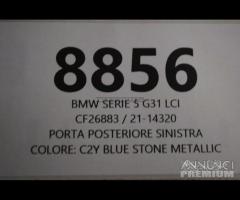 8856
BMW SERIE 5 G31 LCI
CF26883 / 21-14320
PORTA POSTERIORE SINISTRA
COLORE: C2Y BLUE STONE METALLIC
ANNUNCI
PREMIUM